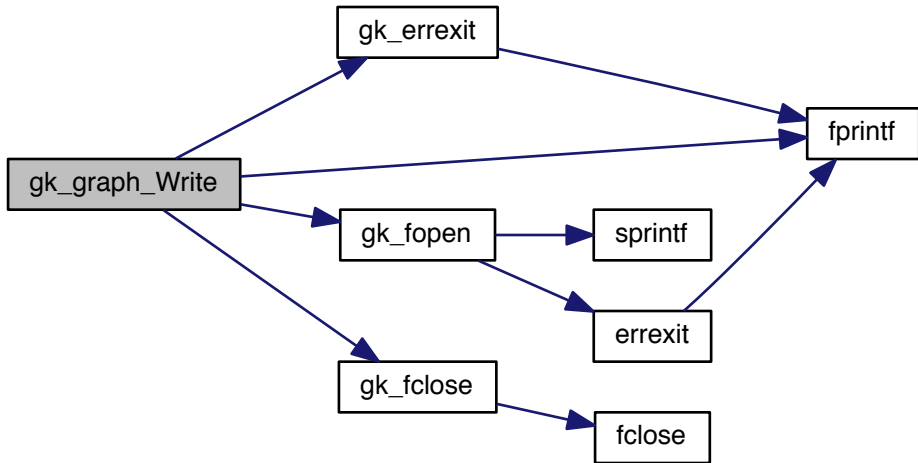 gk_errexit
fprintf
gk_graph_Write
gk_fopen
sprintf
errexit
gk_fclose
fclose